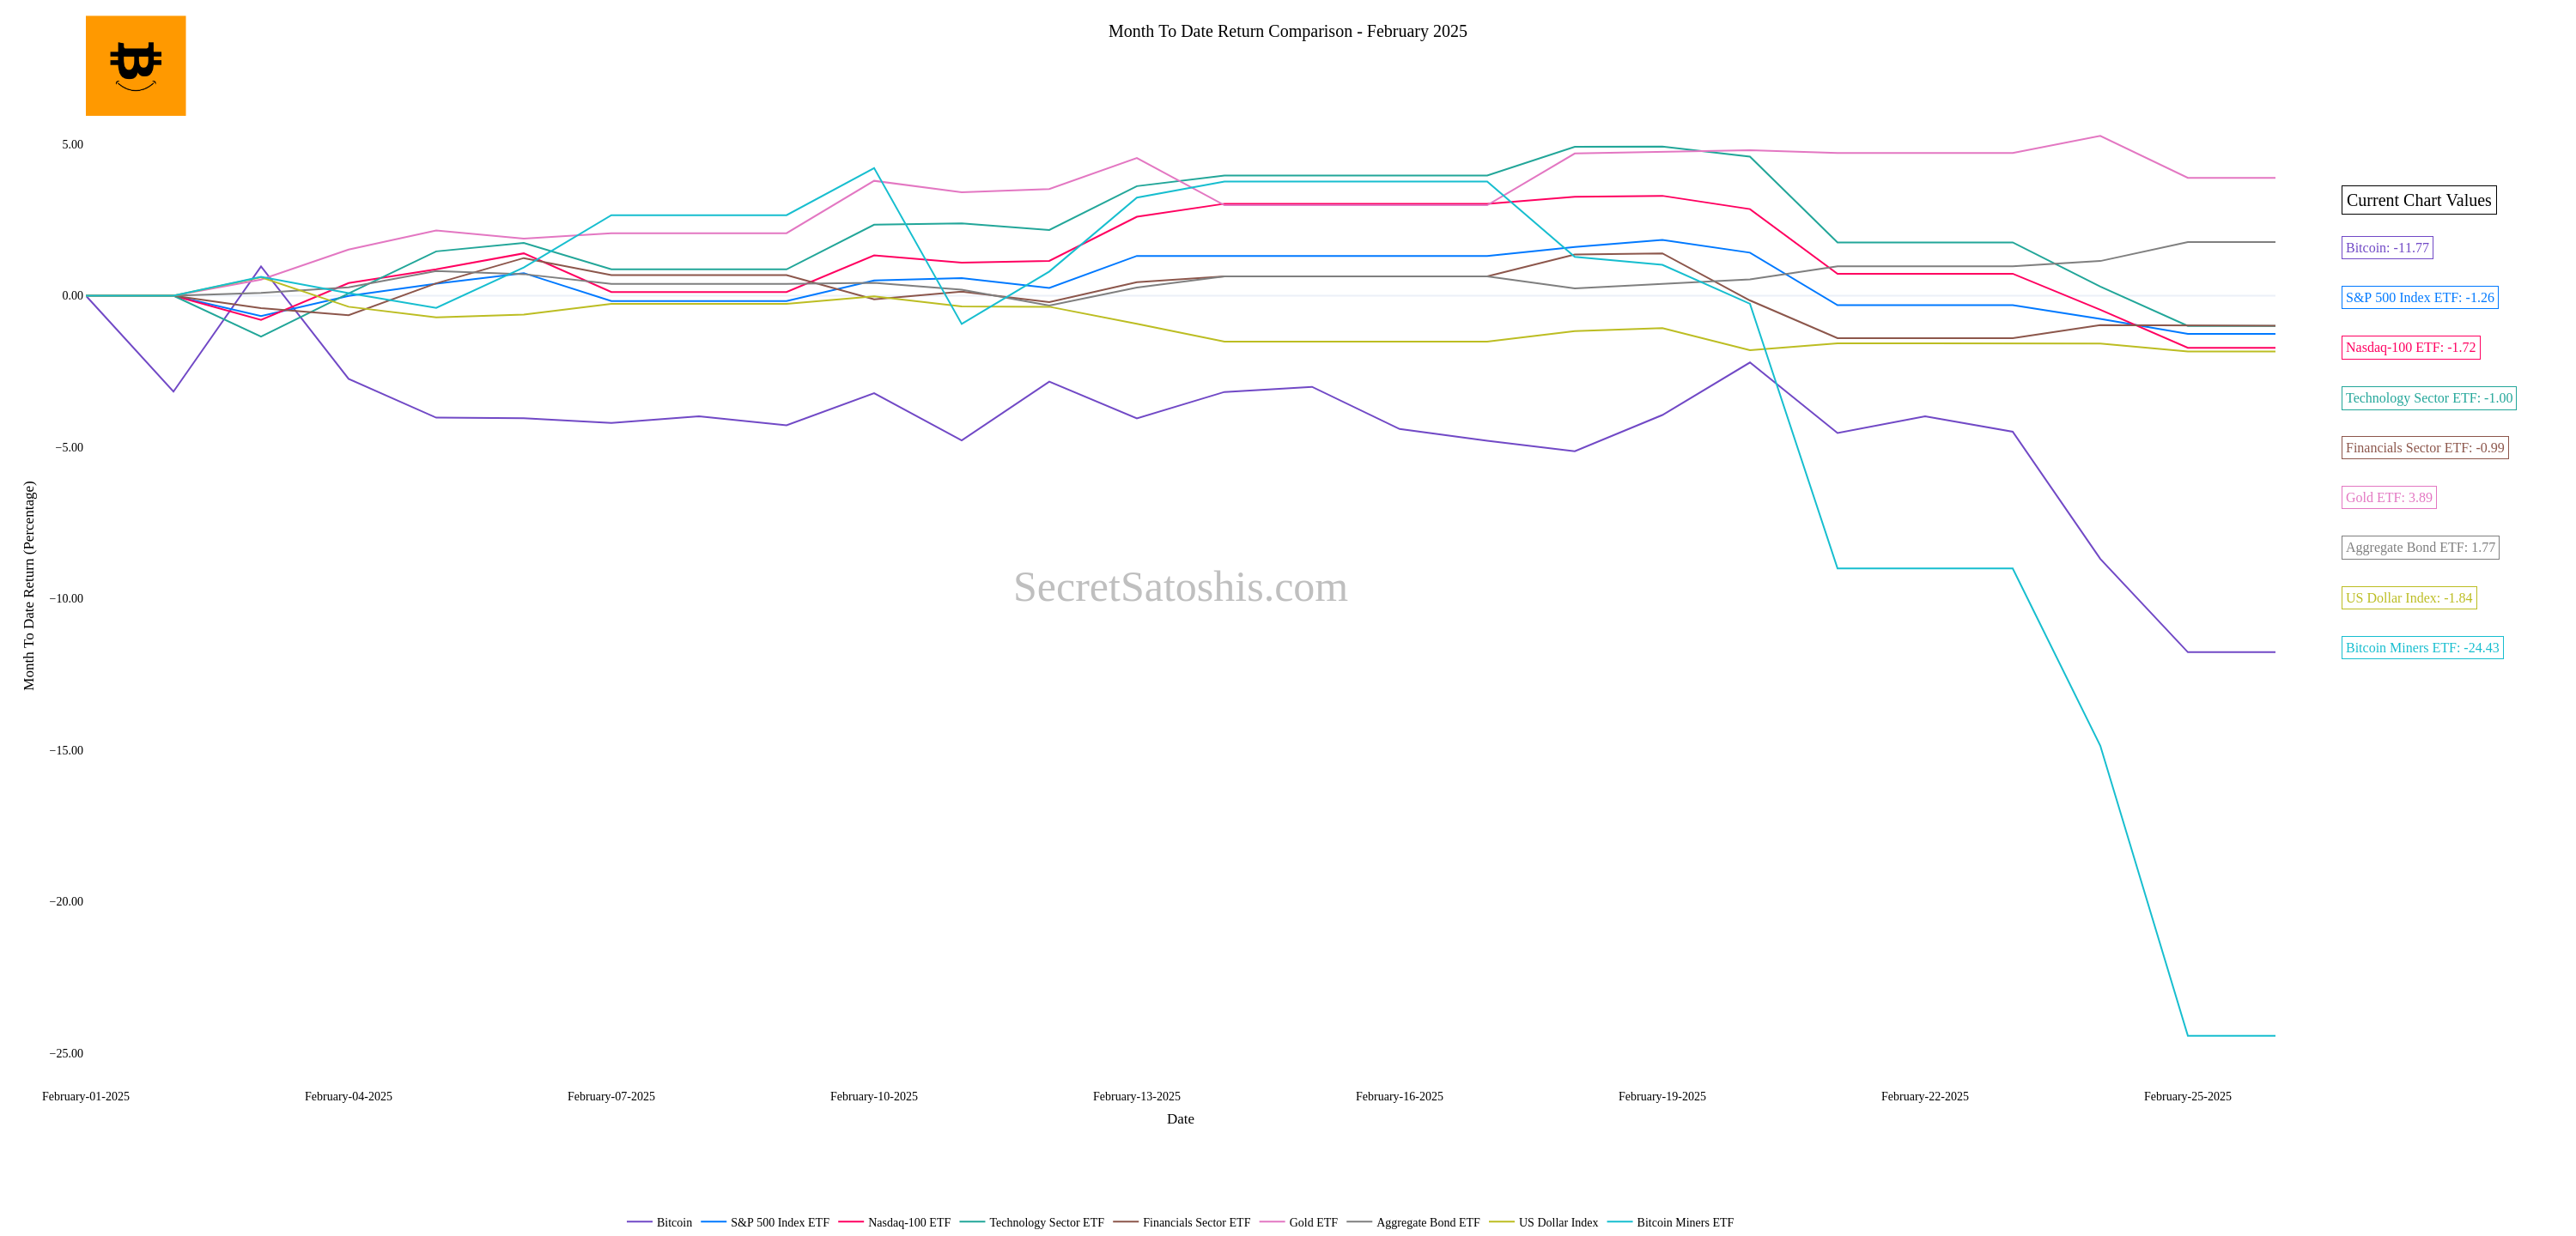 Month To Date Return Comparison - February 2025
5.00
0.00
−5.00
−10.00
−15.00
−20.00
−25.00
Month To Date Return (Percentage)
SecretSatoshis.com
Current Chart Values
Bitcoin: -11.77
S&P 500 Index ETF: -1.26
Nasdaq-100 ETF: -1.72
Technology Sector ETF: -1.00
Financials Sector ETF: -0.99
Gold ETF: 3.89
Aggregate Bond ETF: 1.77
US Dollar Index: -1.84
Bitcoin Miners ETF: -24.43
February-01-2025 February-04-2025 February-07-2025 February-10-2025 February-13-2025 February-16-2025 February-19-2025 February-22-2025 February-25-2025
Date
Bitcoin S&P 500 Index ETF Nasdaq-100 ETF Technology Sector ETF Financials Sector ETF Gold ETF Aggregate Bond ETF US Dollar Index Bitcoin Miners ETF